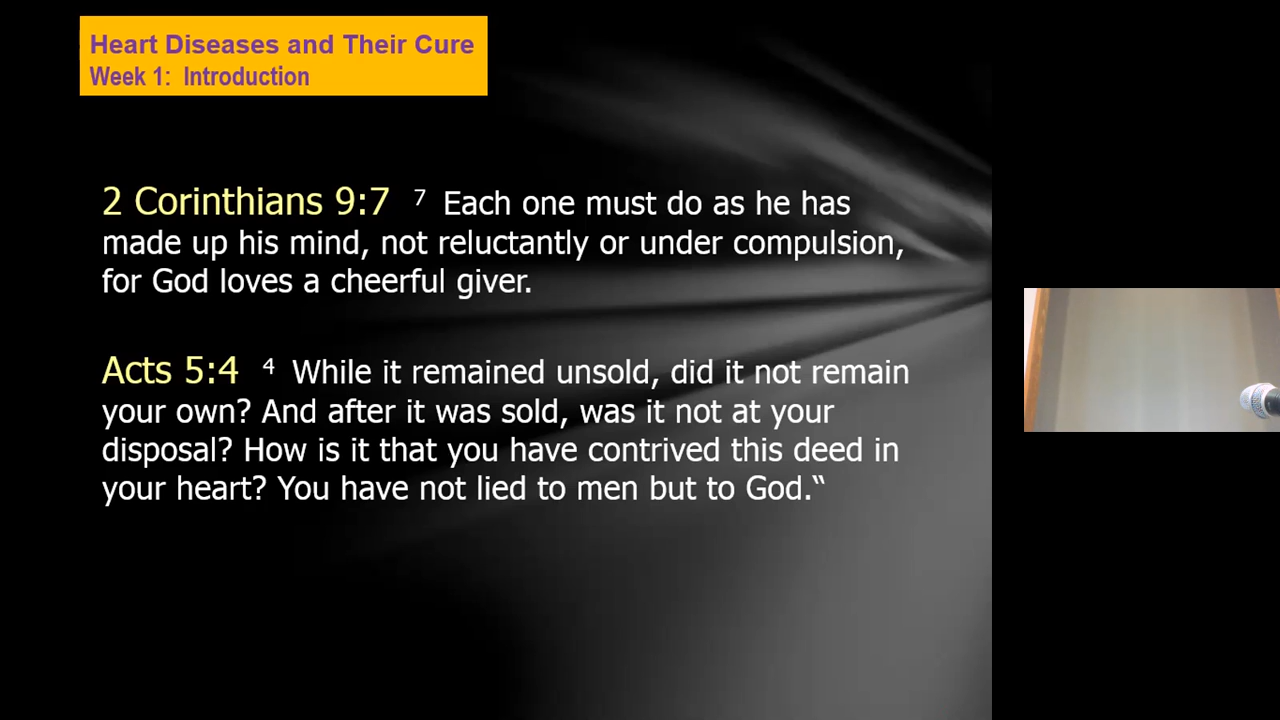 Heart Diseases and Their Cure
Week 1: Introduction
2 Corinthians 9:7 ⁷ Each one must do as he has
made up his mind, not reluctantly or under compulsion,
for God loves a cheerful giver.
Acts 5:4 ⁴ While it remained unsold, did it not remain
your own? And after it was sold, was it not at your
disposal? How is it that you have contrived this deed in
your heart? You have not lied to men but to God.“